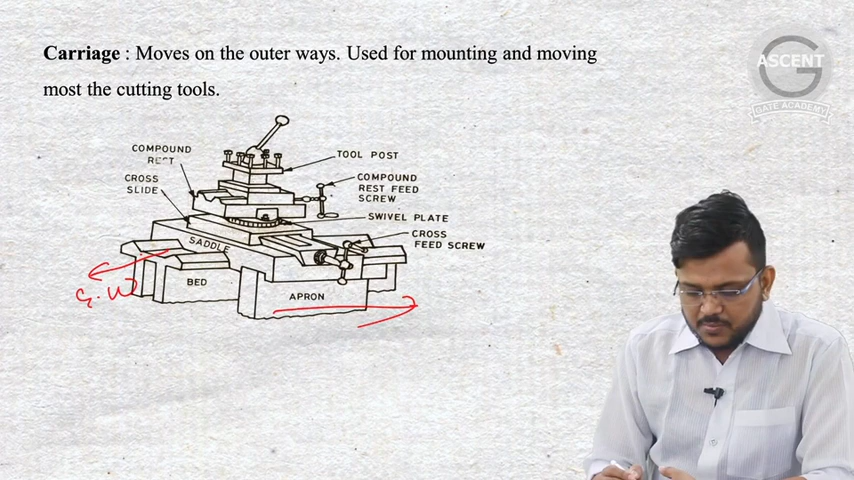 Carriage : Moves on the outer ways. Used for mounting and moving
most the cutting tools.
ASCENT
GATE ACADEMY
COMPOUND
REST
TOOL POST
CROSS
SLIDE
COMPOUND
REST FEED
SCREW
SWIVEL PLATE
CROSS
FEED SCREW
SADDLE
BED
APRON
G.W